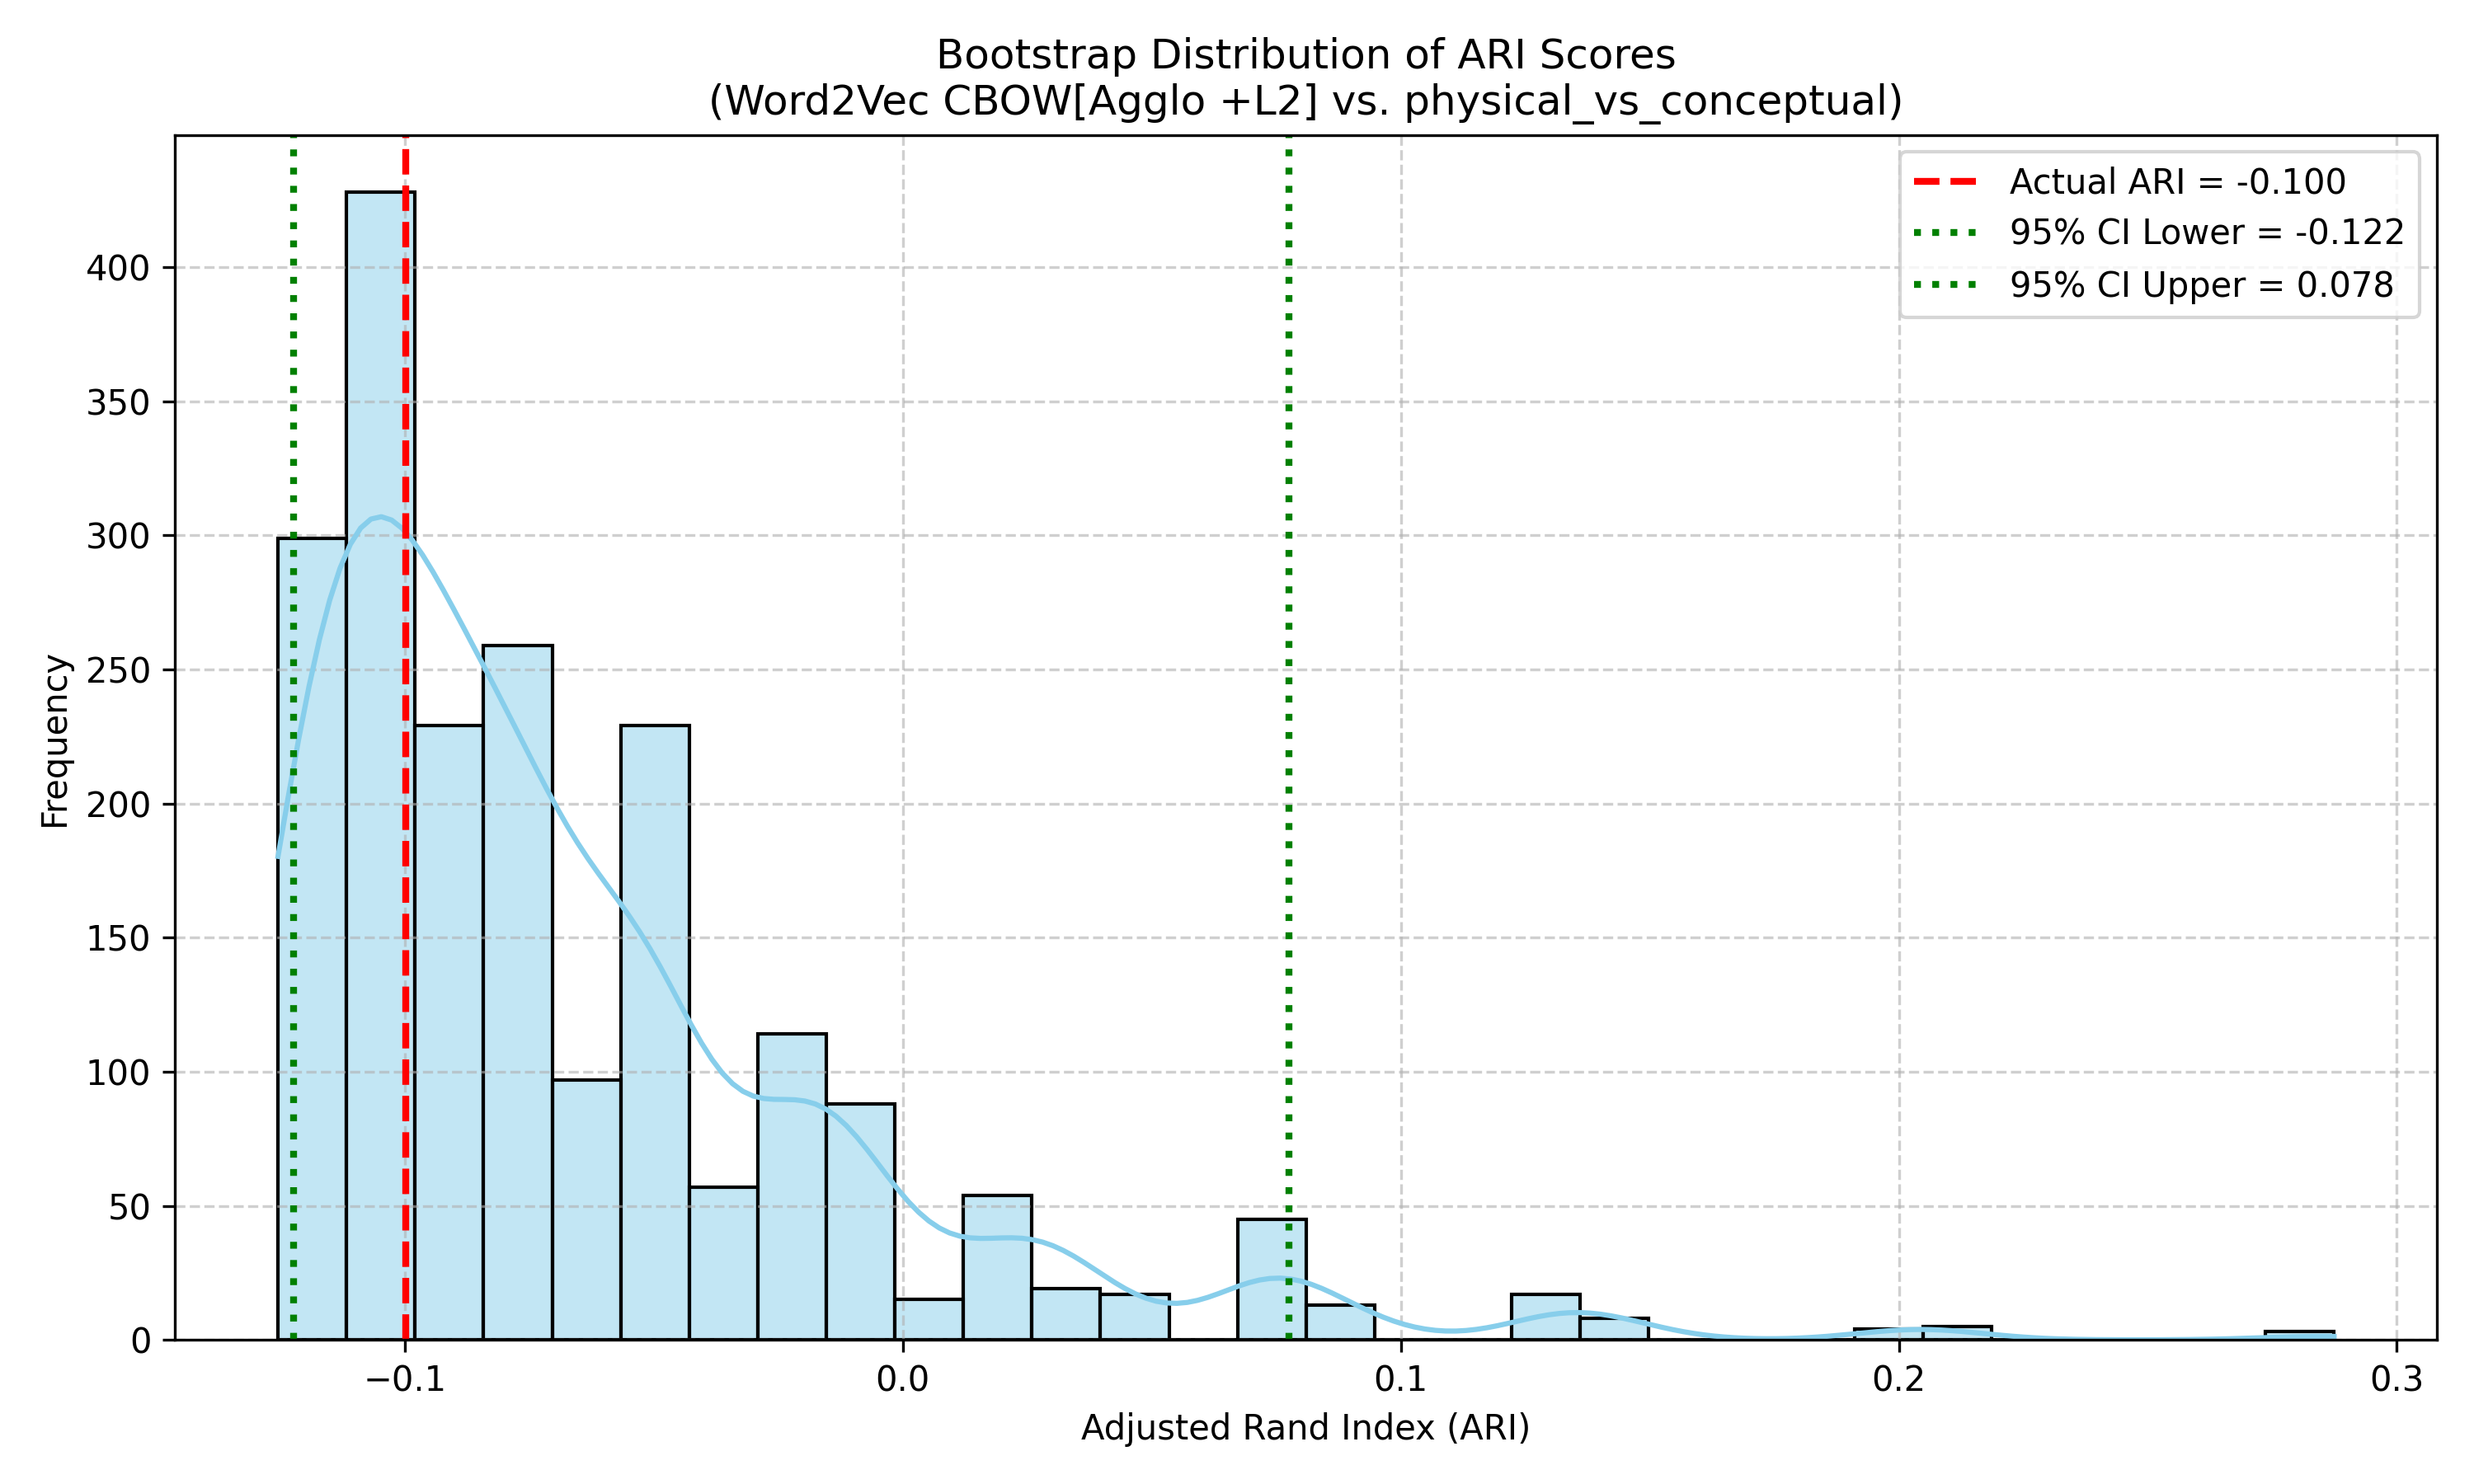 Bootstrap Distribution of ARI Scores
(Word2Vec CBOW[Agglo +L2] vs. physical_vs_conceptual)
Actual ARI = -0.100
95% CI Lower = -0.122
95% CI Upper = 0.078
Frequency
400
350
300
250
200
150
100
50
0
−0.1 0.0 0.1 0.2 0.3
Adjusted Rand Index (ARI)